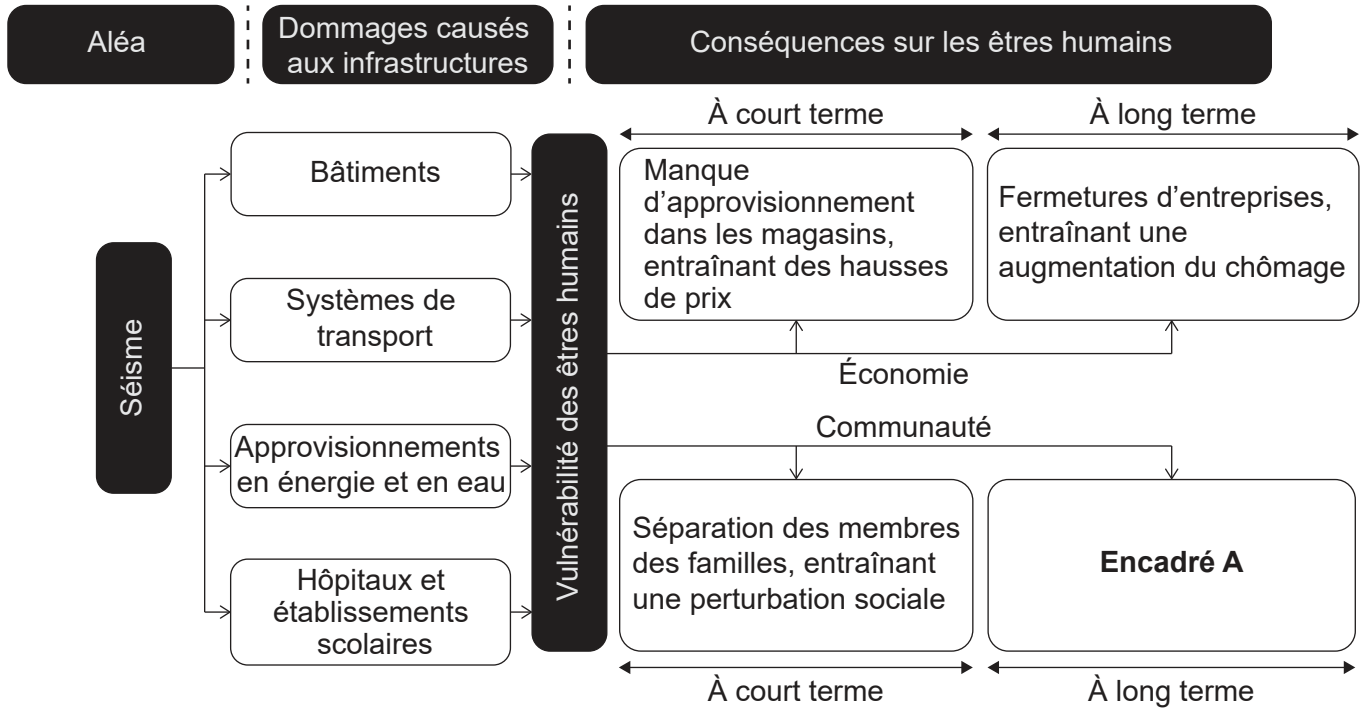 Aléa
Dommages causés
aux infrastructures
Conséquences sur les êtres humains
À court terme
À long terme
Séisme
Bâtiments
Systèmes de
transport
Approvisionnements
en énergie et en eau
Hôpitaux et
établissements
scolaires
Vulnérabilité des êtres humains
Manque
d’approvisionnement
dans les magasins,
entraînant des hausses
de prix
Fermetures d’entreprises,
entraînant une
augmentation du chômage
Économie
Communauté
Séparation des membres
des familles, entraînant
une perturbation sociale
Encadré A
À court terme
À long terme